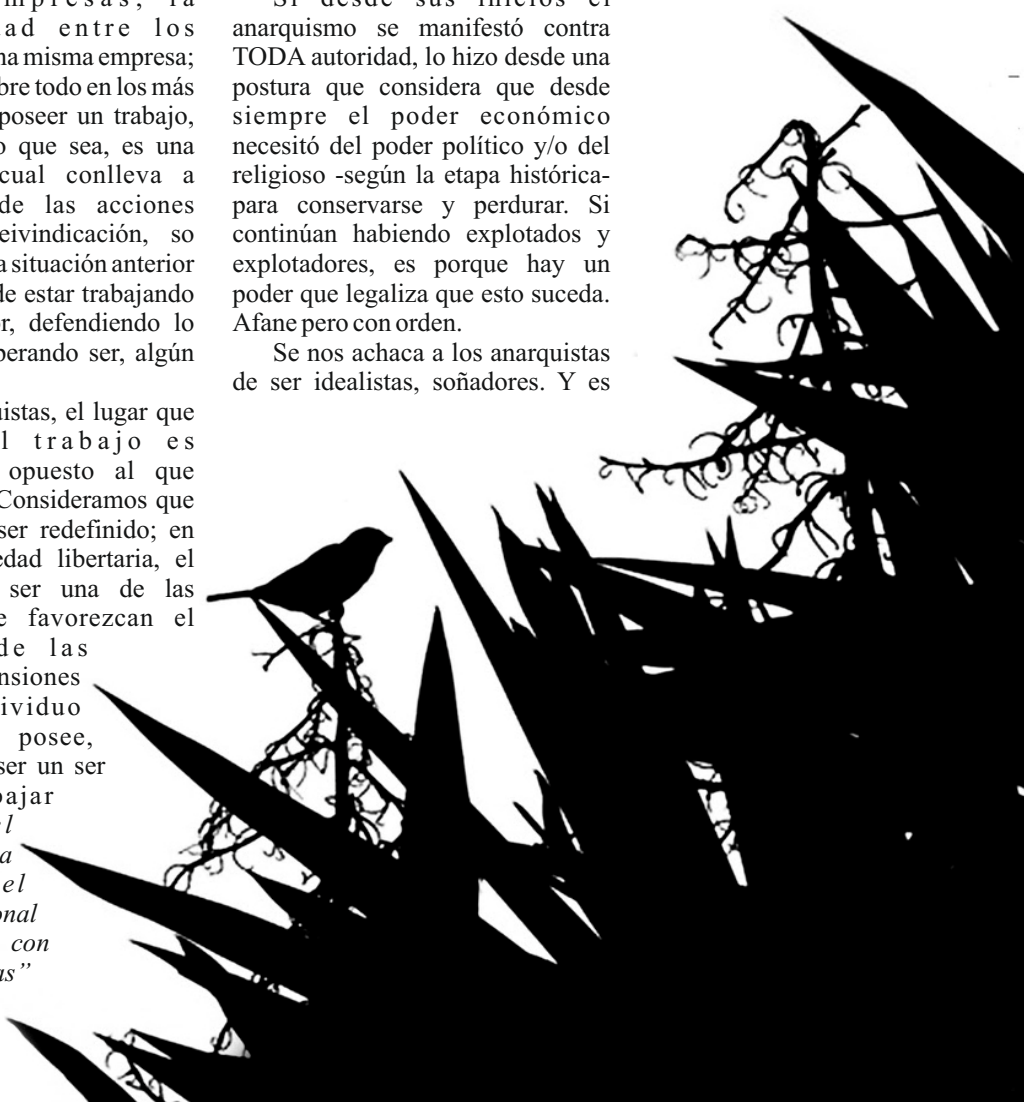 empresas, la
ad entre los
na misma empresa;
bre todo en los más
poseer un trabajo,
o que sea, es una
cual conlleva a
de las acciones
eivindicación, so
a situación anterior
de estar trabajando
or, defendiendo lo
perando ser, algún
uistas, el lugar que
l trabajo es
opuesto al que
Consideramos que
ser redefinido; en
edad libertaria, el
ser una de las
e favorezcan el
de las
nsiones
ividuo
posee,
ser un ser
bajar
el
a
el
onal
con
as”
Si desde sus inicios el
anarquismo se manifestó contra
TODA autoridad, lo hizo desde una
postura que considera que desde
siempre el poder económico
necesitó del poder político y/o del
religioso -según la etapa histórica-
para conservarse y perdurar. Si
continúan habiendo explotados y
explotadores, es porque hay un
poder que legaliza que esto suceda.
Afane pero con orden.
Se nos achaca a los anarquistas
de ser idealistas, soñadores. Y es